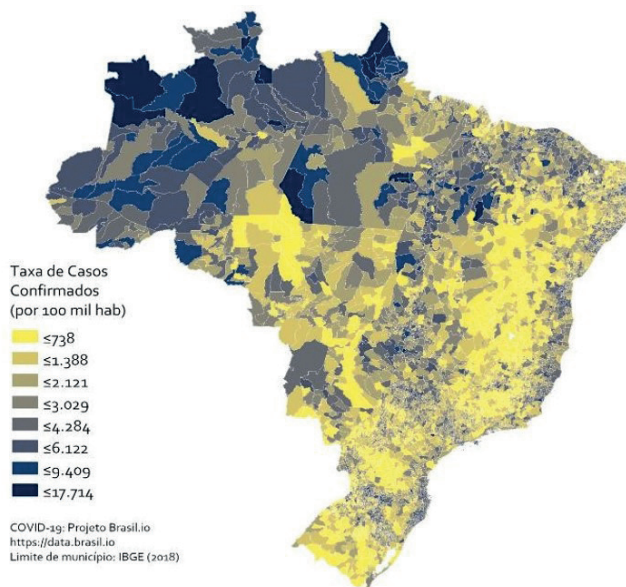 Taxa de Casos
Confirmados
(por 100 mil hab)
≤738
≤1.388
≤2.121
≤3.029
≤4.284
≤6.122
≤9.409
≤17.714
COVID-19: Projeto Brasil.io
https://data.brasil.io
Limite de município: IBGE (2018)